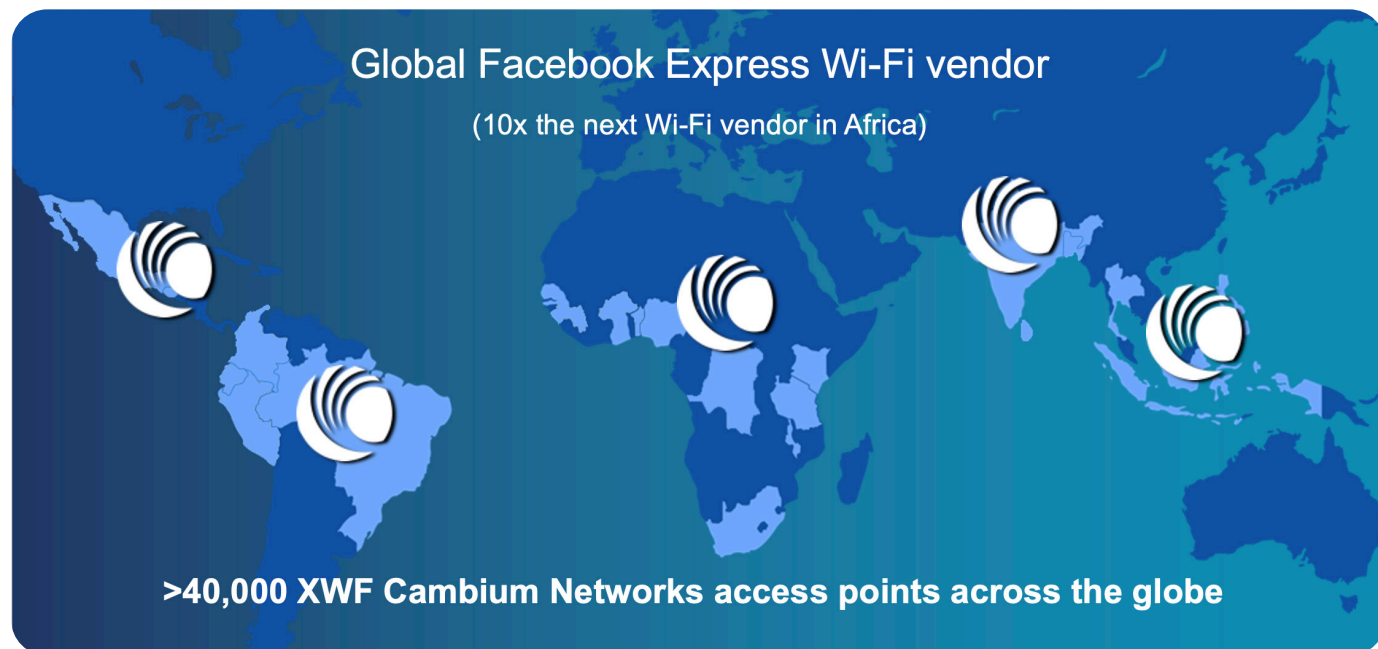 Global Facebook Express Wi-Fi vendor
(10x the next Wi-Fi vendor in Africa)
>40,000 XWF Cambium Networks access points across the globe